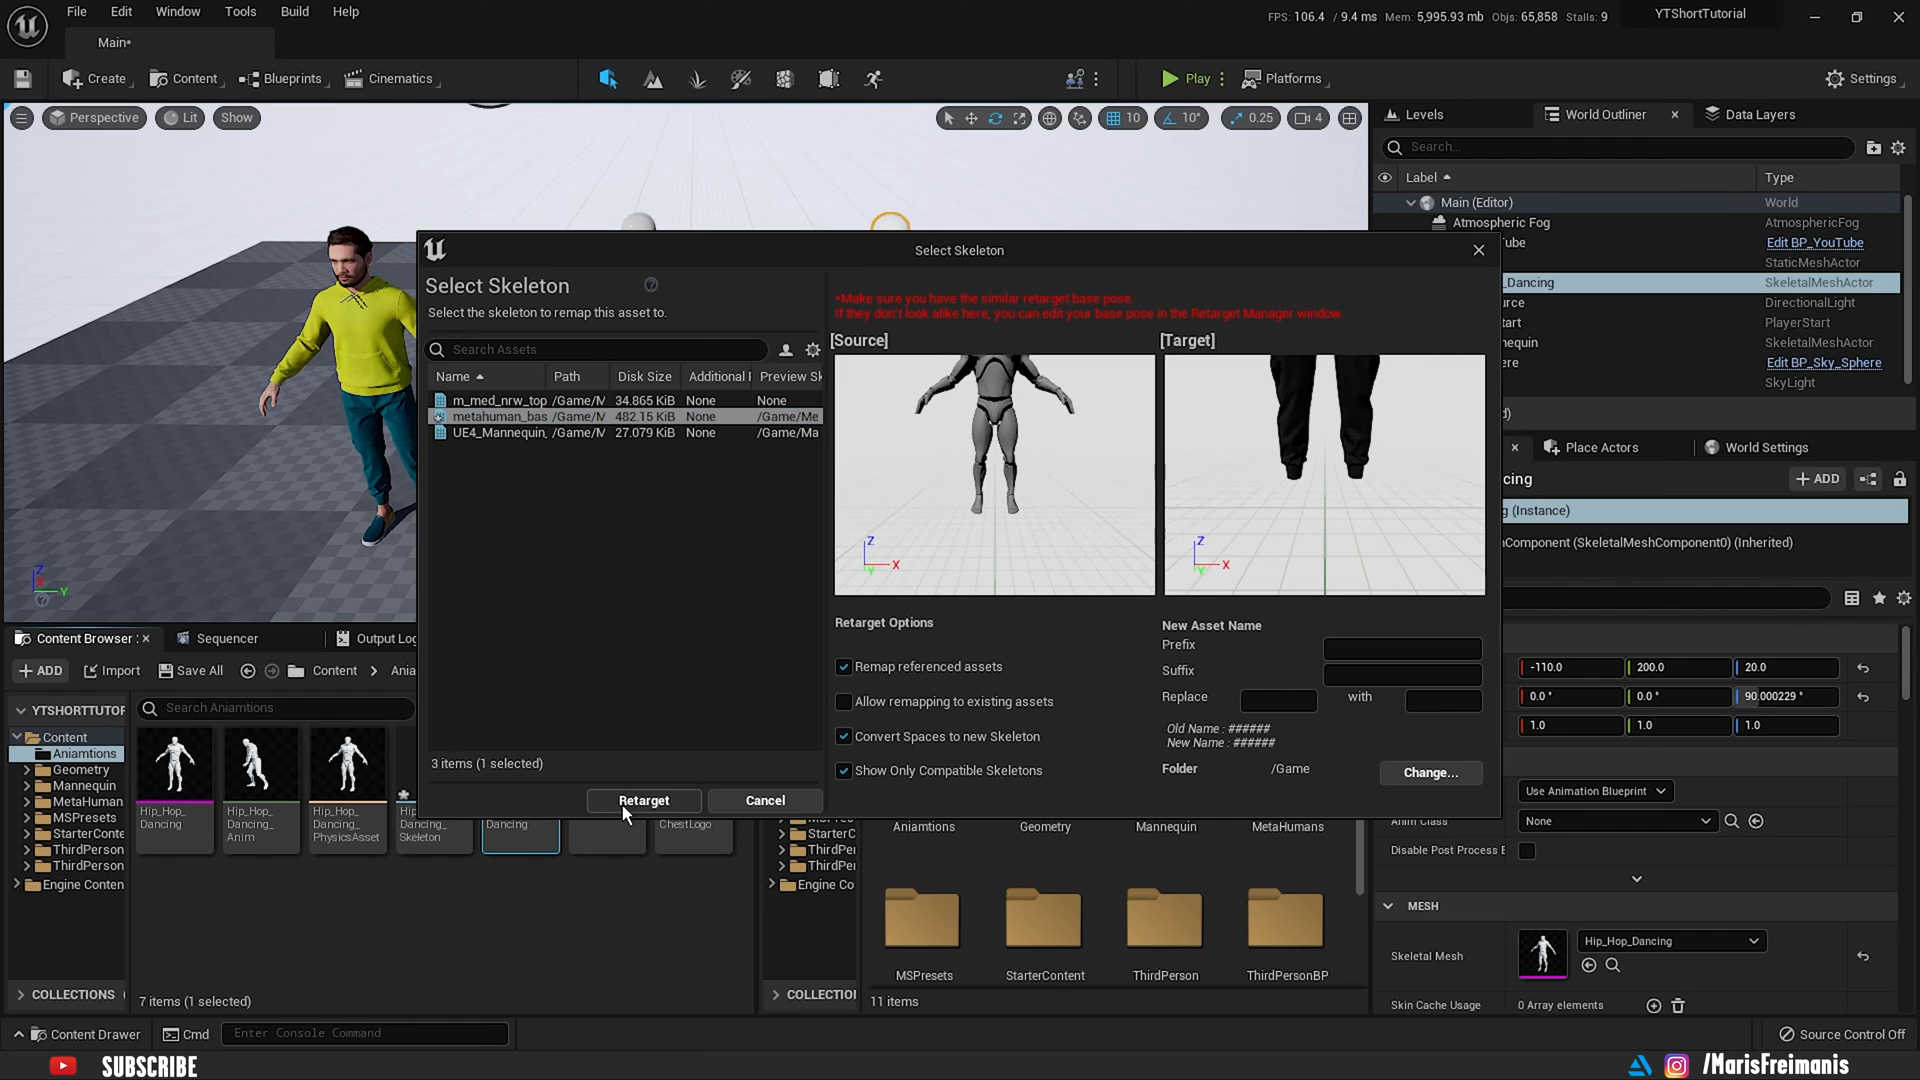 File Edit Window Tools Build Help
FPS: 106.4 / 9.4 ms Mem: 5,995.93 mb Objs: 65,858 Stalls: 9 YTShortTutorial
Main*
Create Content Blueprints Cinematics Play Platforms Settings
Perspective Lit Show 10 10° 0.25 4
Levels World Outliner Data Layers
Search...
Label Type
Main (Editor) World
Atmospheric Fog AtmosphericFog
ube Edit BP_YouTube
StaticMeshActor
_Dancing SkeletalMeshActor
ource DirectionalLight
tart PlayerStart
nequin SkeletalMeshActor
ere Edit BP_Sky_Sphere
SkyLight
d)
Select Skeleton
Select Skeleton
Select the skeleton to remap this asset to.
*Make sure you have the similar retarget base pose.
If they don't look alike here, you can edit your base pose in the Retarget Manager window.
[Source] [Target]
Search Assets
Name Path Disk Size Additional Preview Sk
m_med_nrw_top /Game/M 34.865 KiB None None
metahuman_bas /Game/M 482.15 KiB None /Game/Me
UE4_Mannequin_ /Game/M 27.079 KiB None /Game/Ma
Z X Y
Z X Y
Z X Y
Retarget Options
Remap referenced assets
Allow remapping to existing assets
Convert Spaces to new Skeleton
Show Only Compatible Skeletons
New Asset Name
Prefix
Suffix
Replace with
Old Name : ######
New Name : ######
Folder /Game Change...
3 items (1 selected)
Retarget Cancel
Place Actors World Settings
cing ADD
g (Instance)
nComponent (SkeletalMeshComponent0) (Inherited)
-110.0 200.0 20.0
0.0 ° 0.0 ° 90.000229 °
1.0 1.0 1.0
Use Animation Blueprint
Anim Class None
Disable Post Process B
MESH
Skeletal Mesh Hip_Hop_Dancing
Skin Cache Usage 0 Array elements
Content Browser Sequencer Output Log
ADD Import Save All Content Ania
YTSHORTTUTOR Search Aniamtions
Content
Aniamtions
Geometry
Mannequin
MetaHuman
MSPresets
StarterConte
ThirdPerson
ThirdPerson
Engine Conten
Hip_Hop_
Dancing
Hip_Hop_
Dancing_
Anim
Hip_Hop_
Dancing_
PhysicsAsset
Dancing_
Skeleton
Dancing
ChestLogo
COLLECTIONS
7 items (1 selected)
StarterC
ThirdPer
ThirdPer
Engine Co
COLLECTIO
Aniamtions Geometry Mannequin MetaHumans
MSPresets StarterContent ThirdPerson ThirdPersonBP
11 items
Content Drawer Cmd Enter Console Command Source Control Off
SUBSCRIBE
/MarisFreimanis